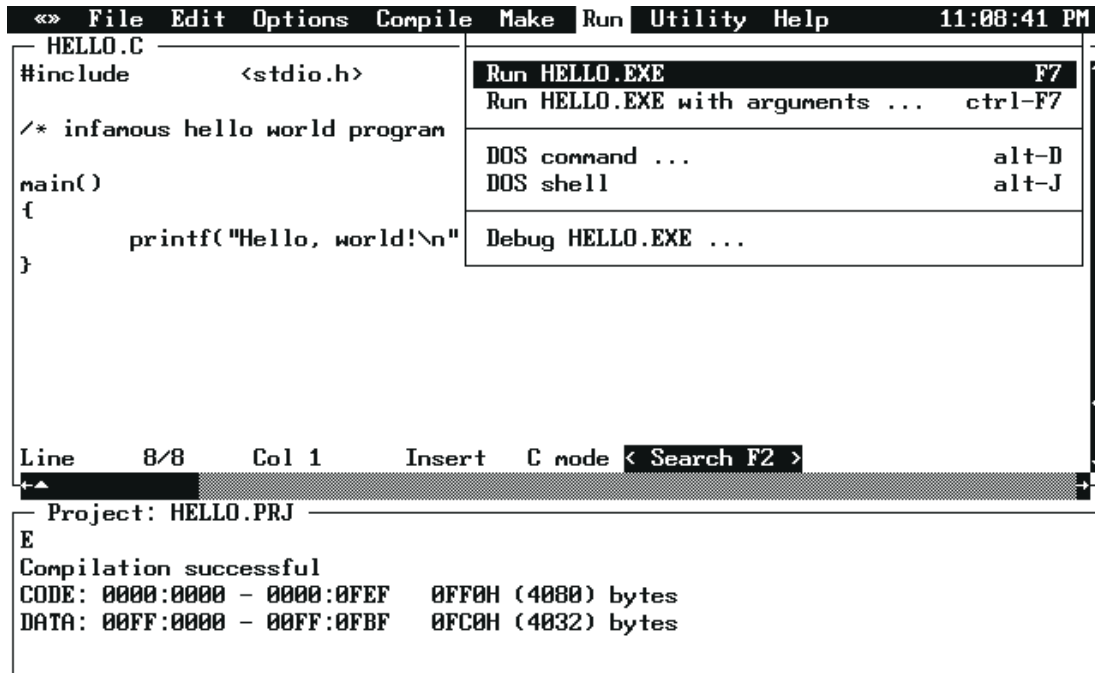 «» File Edit Options Compile Make Run Utility Help 11:08:41 PM
HELLO.C
#include <stdio.h>
/* infamous hello world program
main()
{
printf("Hello, world!\n"
}
Run HELLO.EXE F7
Run HELLO.EXE with arguments ... ctrl-F7
DOS command ... alt-D
DOS shell alt-J
Debug HELLO.EXE ...
Line 8/8 Col 1 Insert C mode < Search F2 >
Project: HELLO.PRJ
E
Compilation successful
CODE: 0000:0000 - 0000:0FEF 0FF0H (4080) bytes
DATA: 00FF:0000 - 00FF:0FBF 0FC0H (4032) bytes